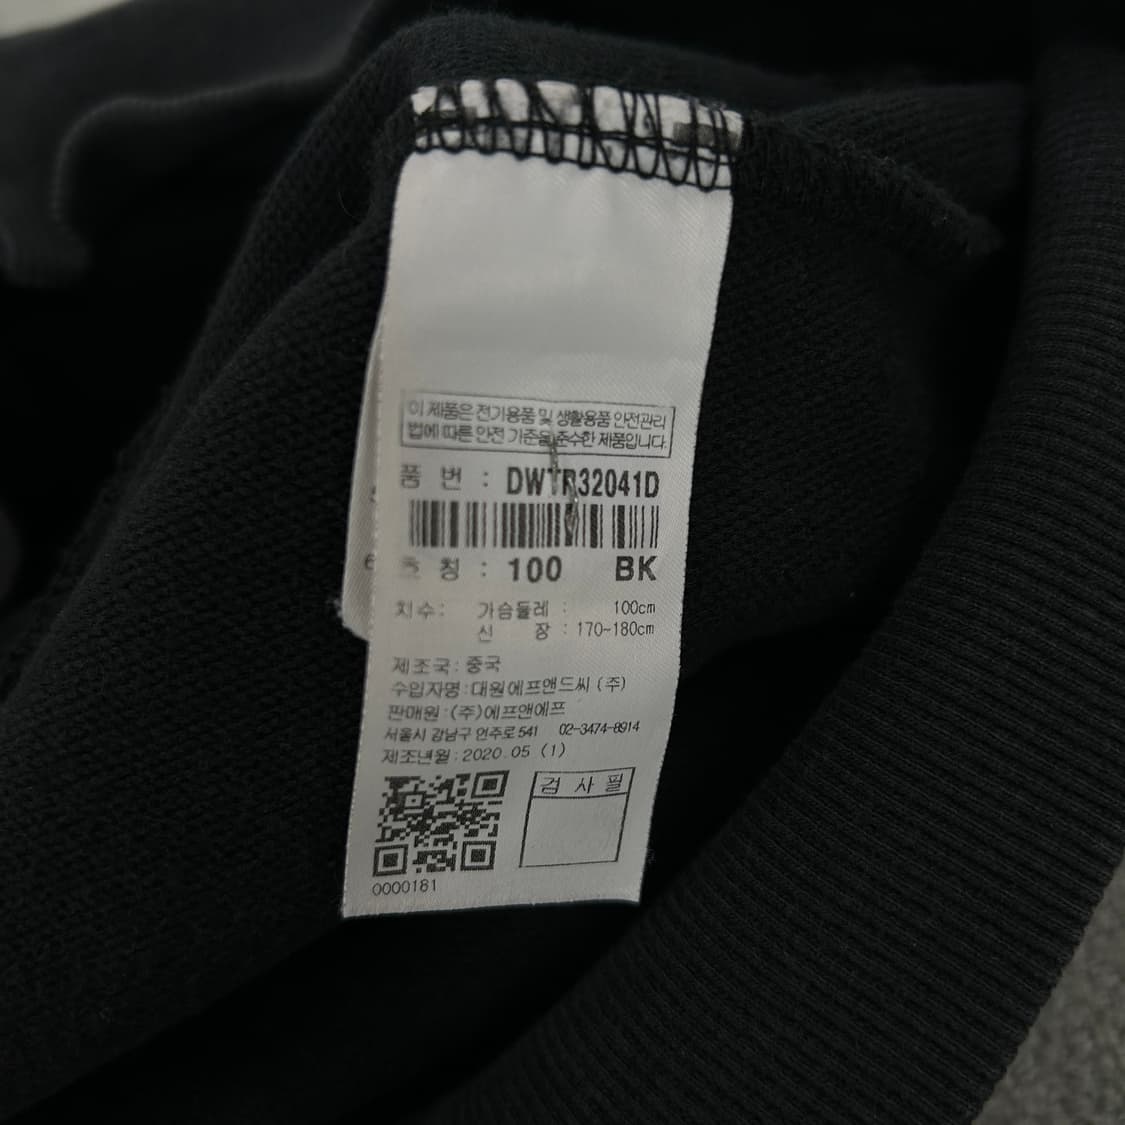 이 제품은 전기용품 및 생활용품 안전관리
법에 따른 안전 기준을 준수한 제품입니다.
품 번 : DWTR32041D
호 칭 : 100 BK
치수: 가슴둘레 : 100cm
신 장 : 170~180cm
제조국: 중국
수입자명:대원에프앤드씨 (주)
판매원:(주)에프앤에프
서울시 강남구 언주로 541 02-3474-8914
제조년월:2020.05 (1)
검 사 필
0000181
6